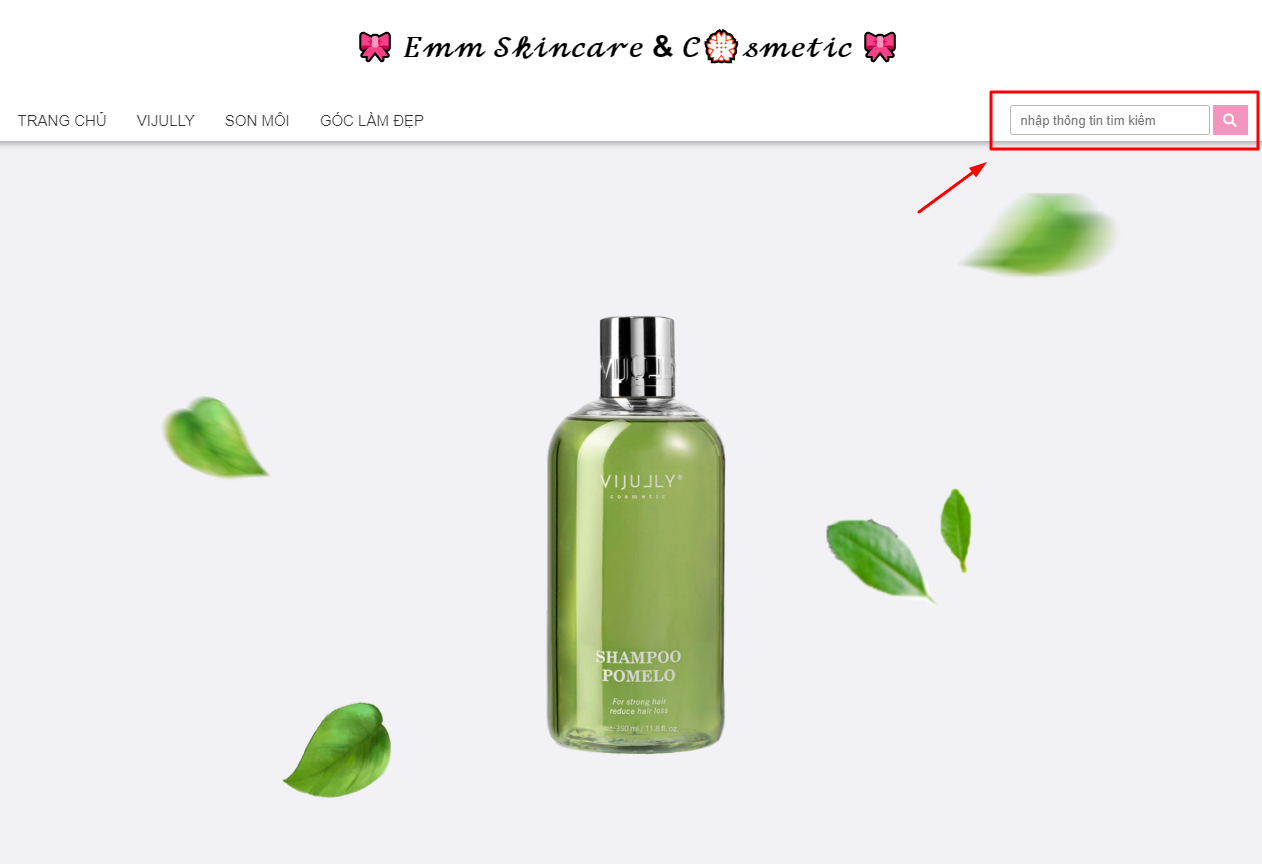 🎀 𝓔𝓶𝓶 𝓢𝓴𝓲𝓷𝓬𝓪𝓻𝓮 & 𝓒💮𝓼𝓶𝓮𝓽𝓲𝓬 🎀
TRANG CHỦ VIJULLY SON MÔI GÓC LÀM ĐẸP nhập thông tin tìm kiếm
VIJULLY
VIJULLY®
cosmetic
SHAMPOO
POMELO
For strong hair
reduce hair loss
Net: 350 ml / 11.8 fl. oz.